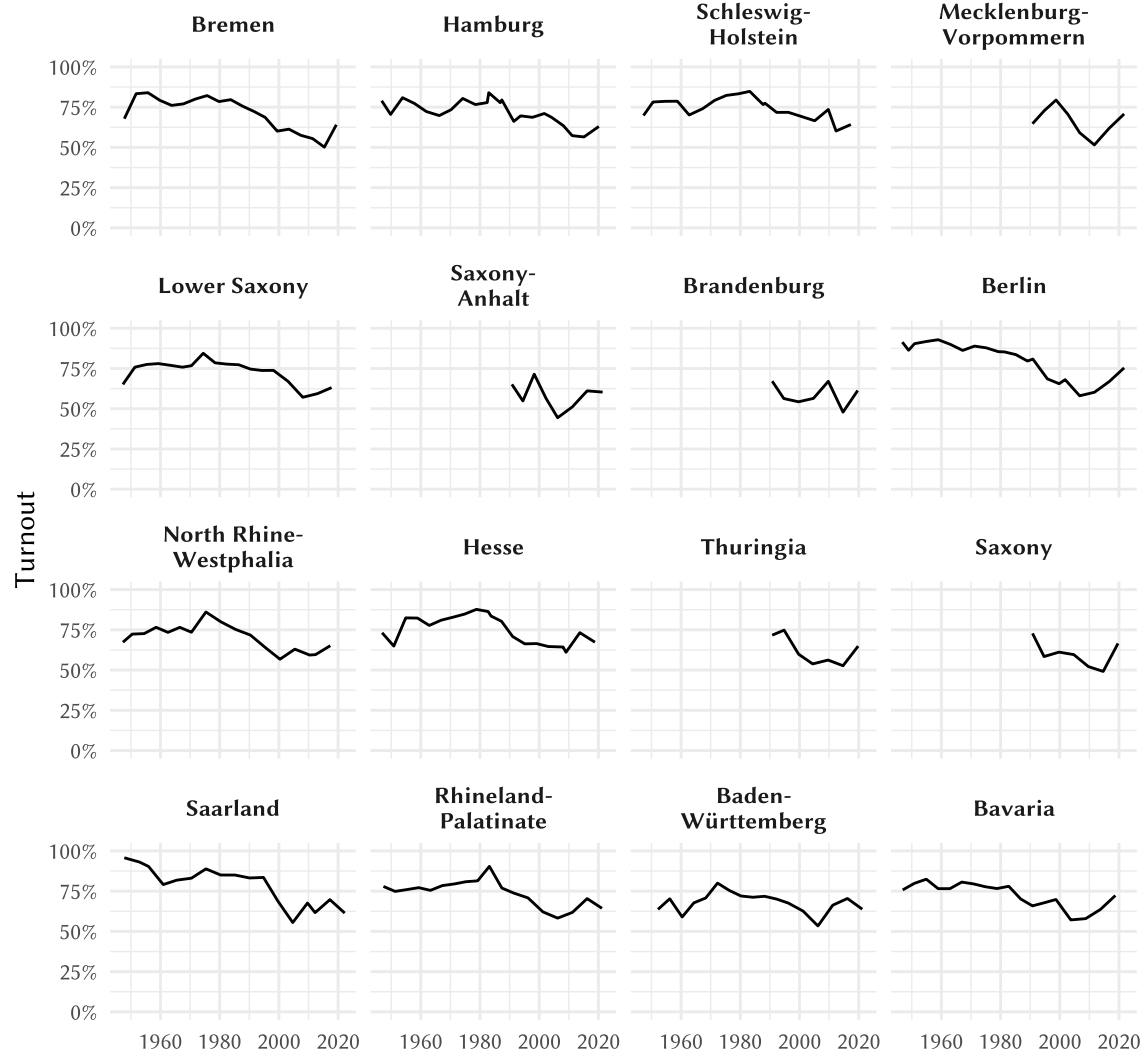 Bremen
Hamburg
Schleswig-
Holstein
Mecklenburg-
Vorpommern
100%
75%
50%
25%
0%
Lower Saxony
Saxony-
Anhalt
Brandenburg
Berlin
100%
75%
50%
25%
0%
Turnout
North Rhine-
Westphalia
Hesse
Thuringia
Saxony
100%
75%
50%
25%
0%
Saarland
Rhineland-
Palatinate
Baden-
Württemberg
Bavaria
100%
75%
50%
25%
0%
1960 1980 2000 2020
1960 1980 2000 2020
1960 1980 2000 2020
1960 1980 2000 2020